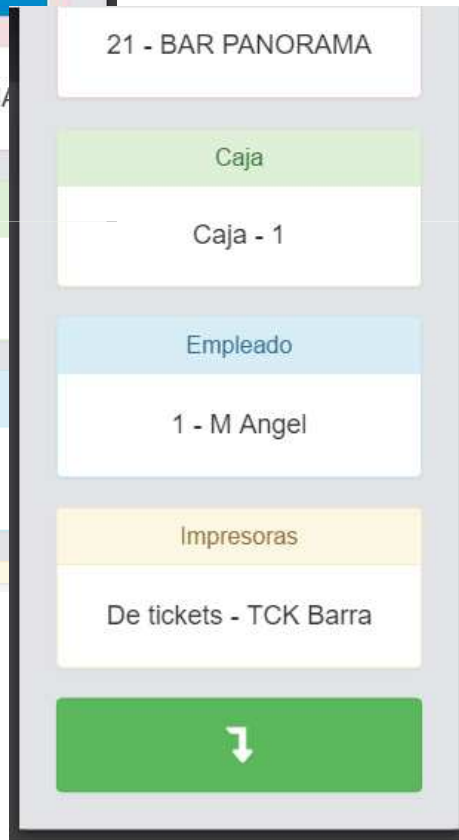 21 - BAR PANORAMA
Caja
Caja - 1
Empleado
1 - M Angel
Impresoras
De tickets - TCK Barra